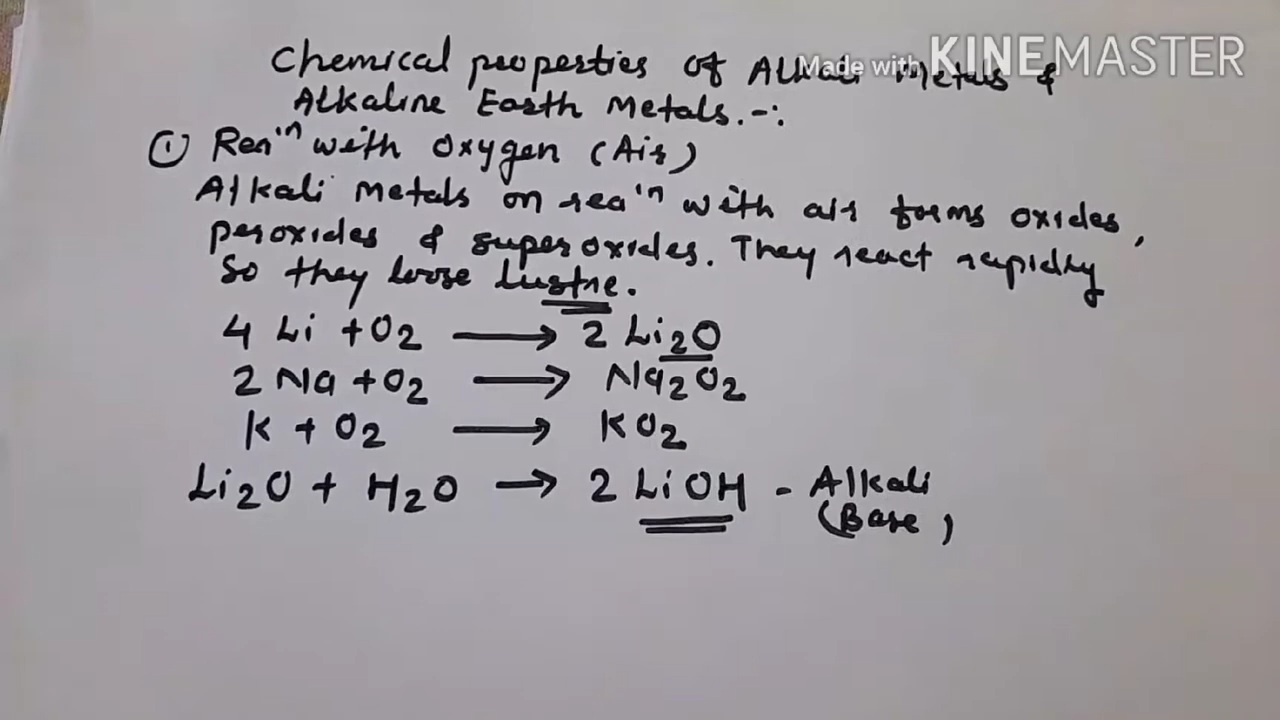 Chemical properties of Alkali Metals &
Made with KINEMASTER
Alkaline Earth Metals.-:
① Rea'n with Oxygen (Air)
Alkali Metals on rea'n with air forms oxides,
peroxides & superoxides. They react rapidly
So they loose lustre.
4 Li + O2 ⟶ 2 Li2O
2 Na + O2 ⟶ Na2O2
K + O2 ⟶ KO2
Li2O + H2O → 2 LiOH - Alkali
(Base)